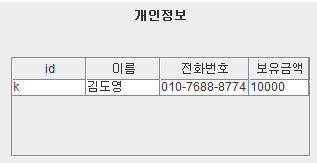 개인정보
id 이름 전화번호 보유금액
k 김도영 010-7688-8774 10000